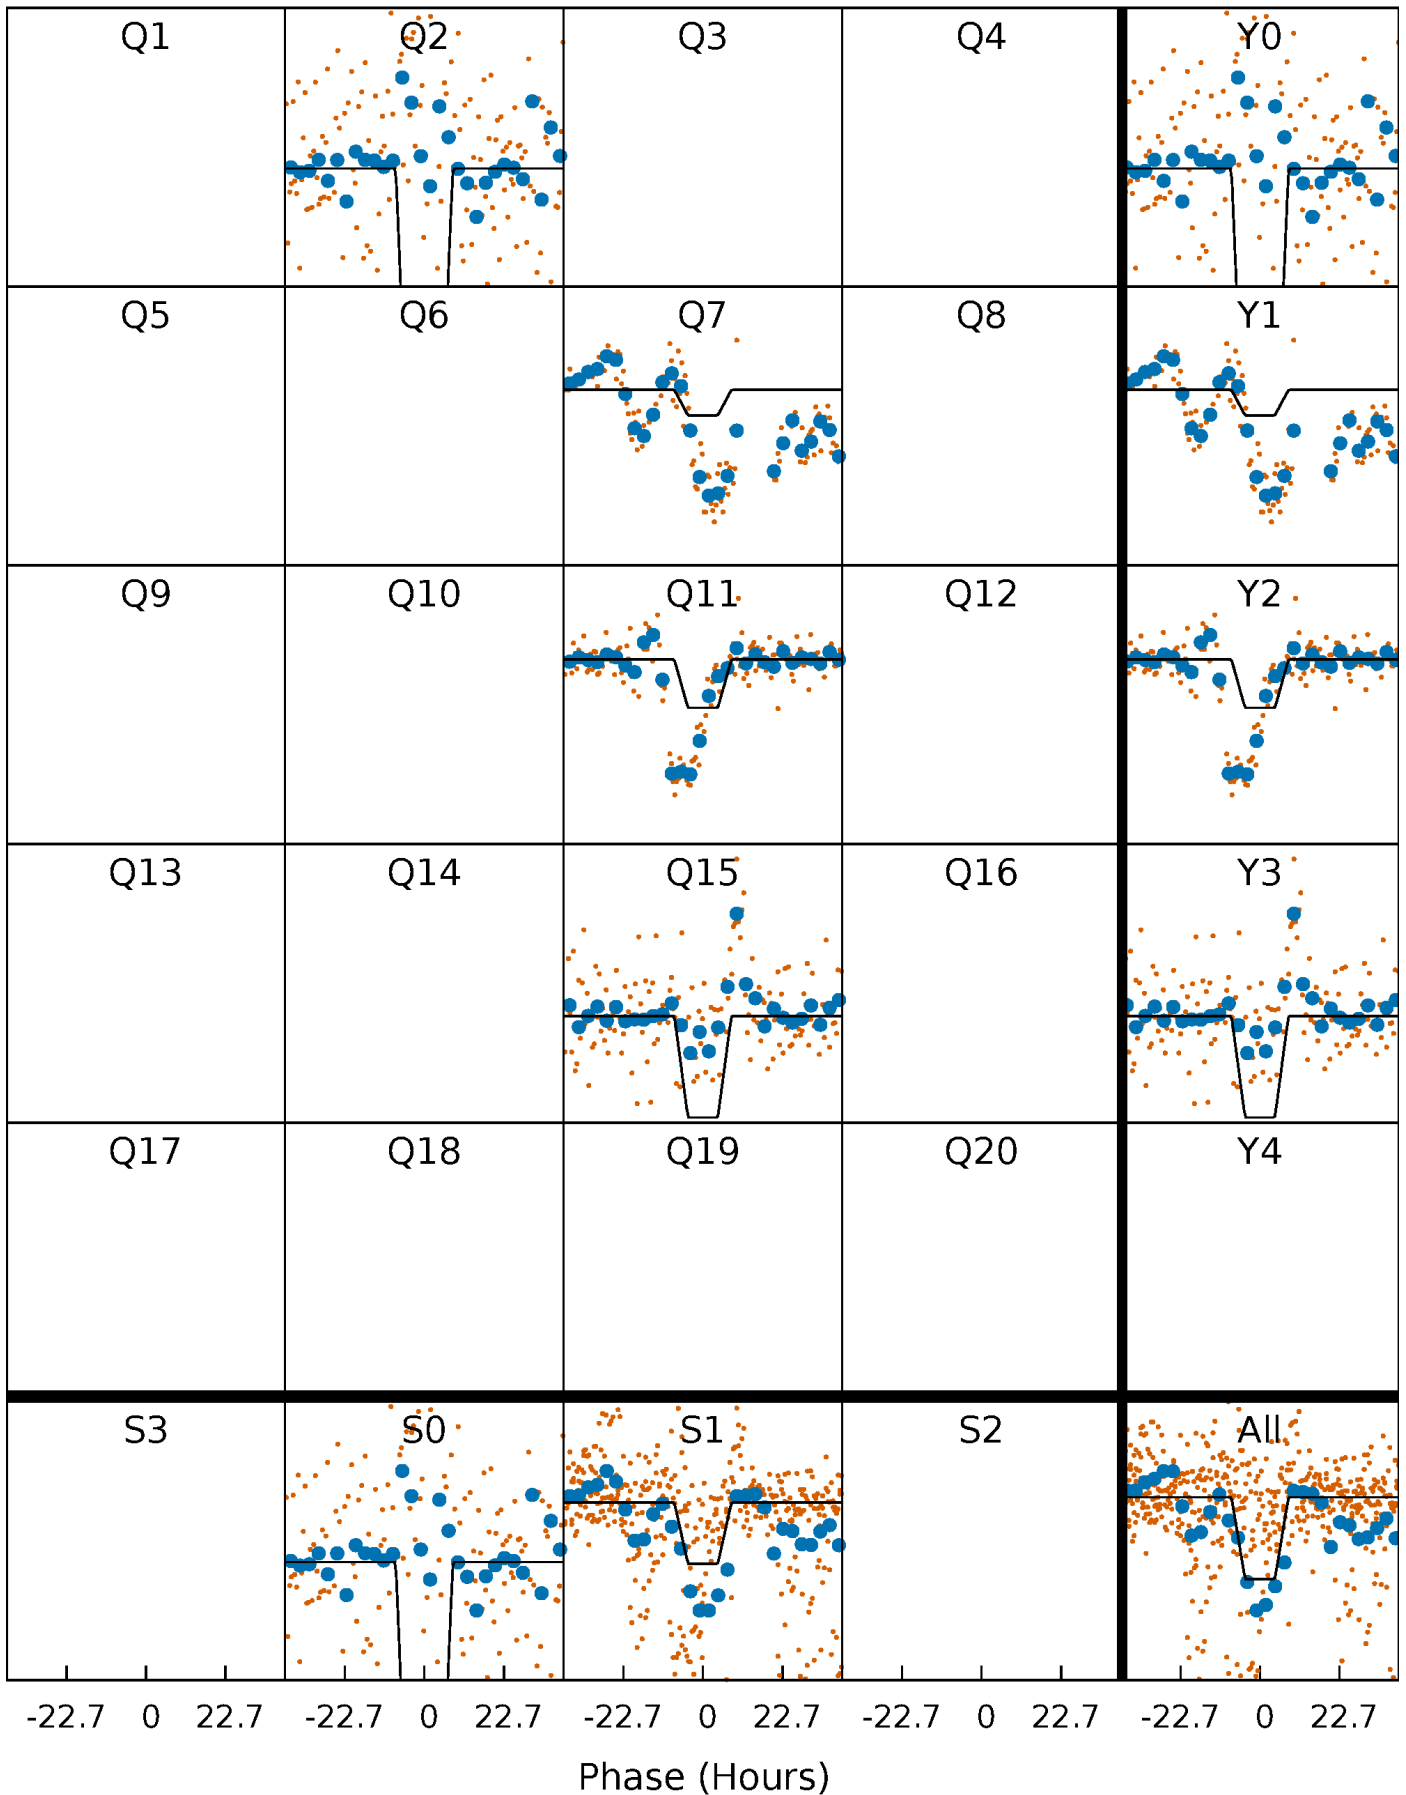 Q1 Q2 Q3 Q4 Y0
Q5 Q6 Q7 Q8 Y1
Q9 Q10 Q11 Q12 Y2
Q13 Q14 Q15 Q16 Y3
Q17 Q18 Q19 Q20 Y4
S3 S0 S1 S2 All
-22.7 0 22.7 -22.7 0 22.7 -22.7 0 22.7 -22.7 0 22.7 -22.7 0 22.7
Phase (Hours)